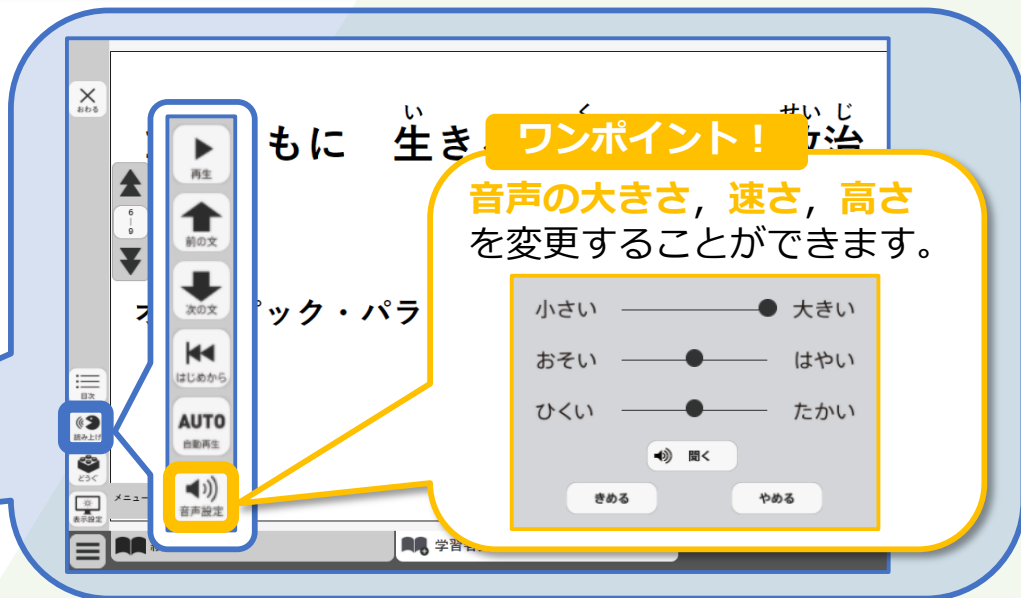 おわる
もに 生き
い
く
せいじ
治
再生
前の文
次の文
はじめから
AUTO
自動再生
音声設定
6|9
ック・パラ
目次
読み上げ
どうぐ
表示設定
メニュー
学習者
ワンポイント！
音声の大きさ，速さ，高さ
を変更することができます。
小さい 大きい
おそい はやい
ひくい たかい
聞く
きめる やめる